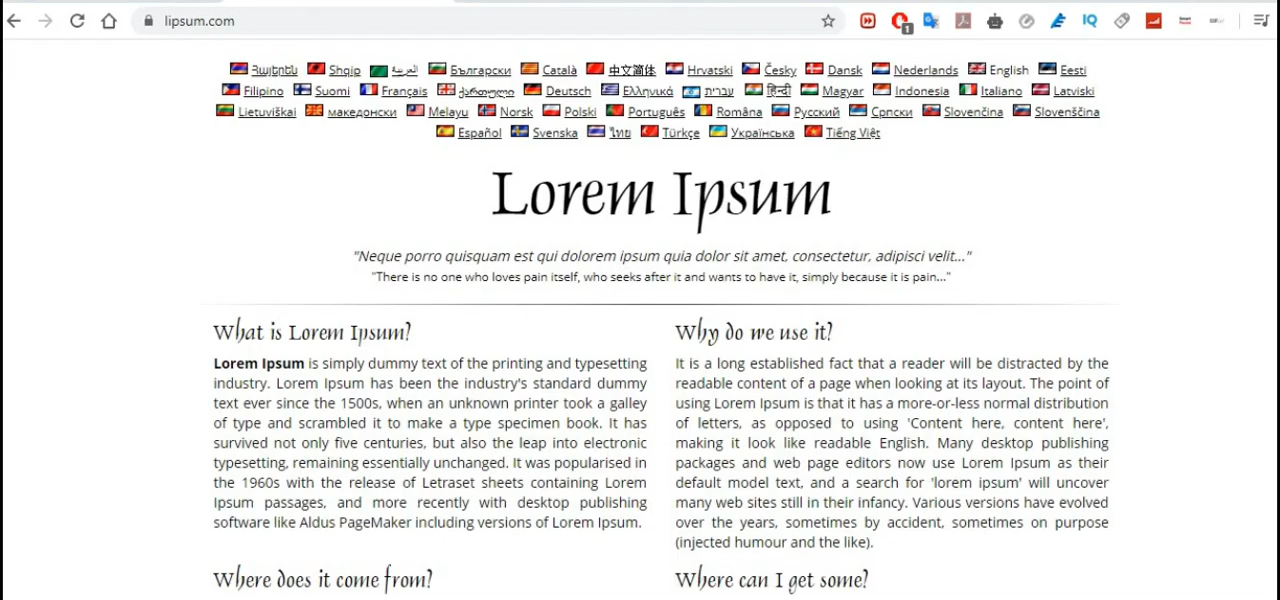 lipsum.com
1
IQ
Հայերեն Shqip العربية Български Català 中文简体 Hrvatski Česky Dansk Nederlands English Eesti
Filipino Suomi Français ქართული Deutsch Ελληνικά עברית हिन्दी Magyar Indonesia Italiano Latviski
Lietuviškai македонски Melayu Norsk Polski Português Româna Русский Српски Slovenčina Slovenščina
Español Svenska ไทย Türkçe Українська Tiếng Việt
Lorem Ipsum
"Neque porro quisquam est qui dolorem ipsum quia dolor sit amet, consectetur, adipisci velit..."
"There is no one who loves pain itself, who seeks after it and wants to have it, simply because it is pain..."
What is Lorem Ipsum?
Lorem Ipsum is simply dummy text of the printing and typesetting
industry. Lorem Ipsum has been the industry's standard dummy
text ever since the 1500s, when an unknown printer took a galley
of type and scrambled it to make a type specimen book. It has
survived not only five centuries, but also the leap into electronic
typesetting, remaining essentially unchanged. It was popularised in
the 1960s with the release of Letraset sheets containing Lorem
Ipsum passages, and more recently with desktop publishing
software like Aldus PageMaker including versions of Lorem Ipsum.
Why do we use it?
It is a long established fact that a reader will be distracted by the
readable content of a page when looking at its layout. The point of
using Lorem Ipsum is that it has a more-or-less normal distribution
of letters, as opposed to using 'Content here, content here',
making it look like readable English. Many desktop publishing
packages and web page editors now use Lorem Ipsum as their
default model text, and a search for 'lorem ipsum' will uncover
many web sites still in their infancy. Various versions have evolved
over the years, sometimes by accident, sometimes on purpose
(injected humour and the like).
Where does it come from?
Where can I get some?